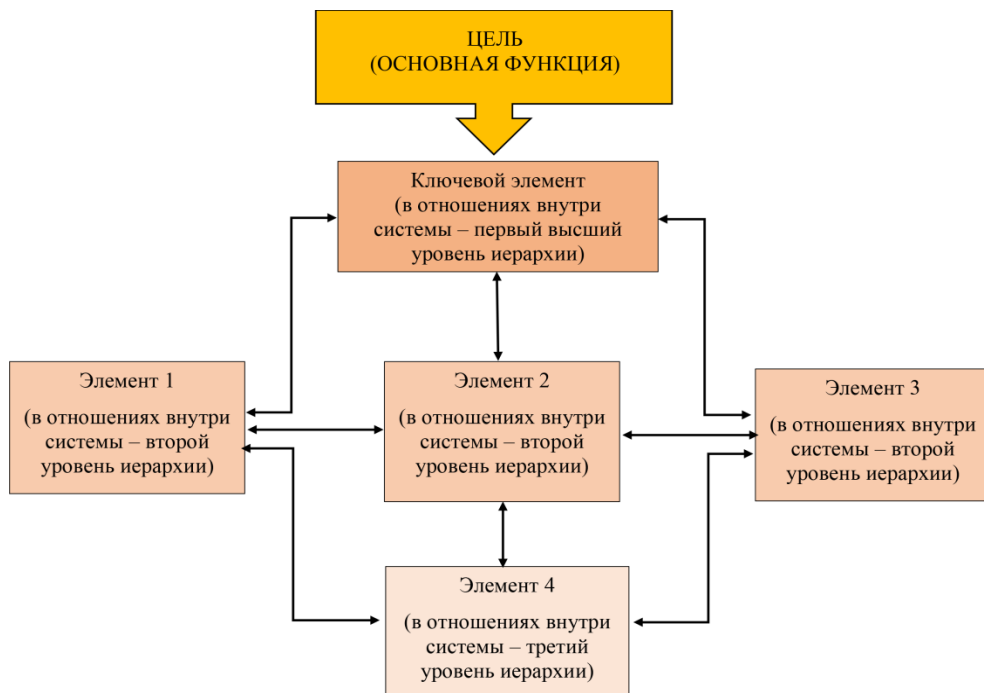 ЦЕЛЬ
(ОСНОВНАЯ ФУНКЦИЯ)
Ключевой элемент
(в отношениях внутри
системы – первый высший
уровень иерархии)
Элемент 1
(в отношениях внутри
системы – второй
уровень иерархии)
Элемент 2
(в отношениях внутри
системы – второй
уровень иерархии)
Элемент 3
(в отношениях внутри
системы – второй
уровень иерархии)
Элемент 4
(в отношениях внутри
системы – третий
уровень иерархии)